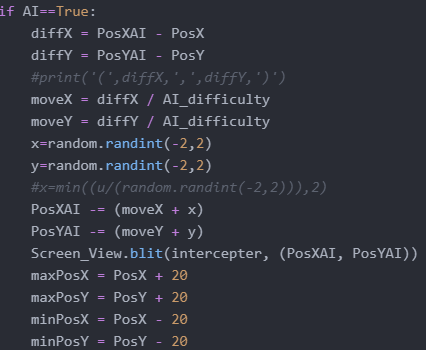 if AI==True:
diffX = PosXAI - PosX
diffY = PosYAI - PosY
#print('(',diffX,',',diffY,')')
moveX = diffX / AI_difficulty
moveY = diffY / AI_difficulty
x=random.randint(-2,2)
y=random.randint(-2,2)
#x=min((u/(random.randint(-2,2))),2)
PosXAI -= (moveX + x)
PosYAI -= (moveY + y)
Screen_View.blit(intercepter, (PosXAI, PosYAI))
maxPosX = PosX + 20
maxPosY = PosY + 20
minPosX = PosX - 20
minPosY = PosY - 20